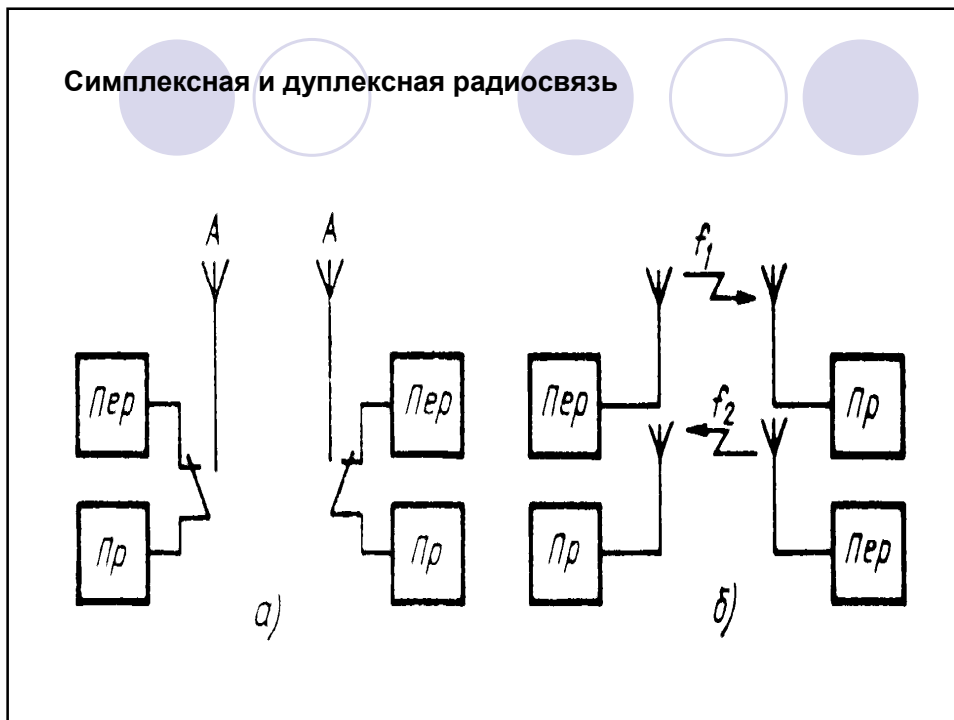 Симплексная и дуплексная радиосвязь
А А
f₁
Пер Пер Пер Пр
f₂
Пр Пр Пр Пер
а) б)